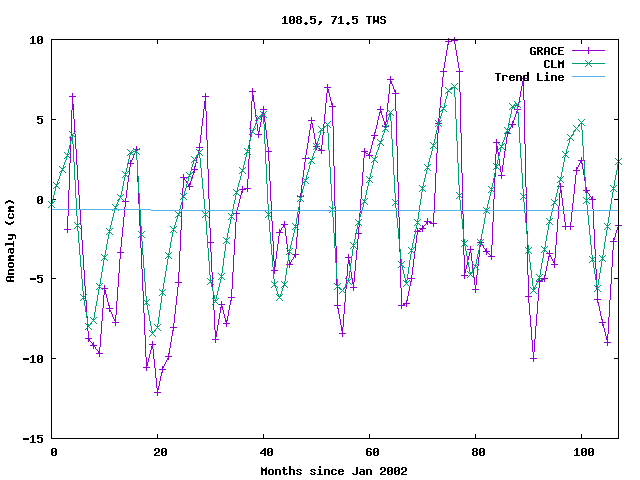 108.5, 71.5 TWS
GRACE
CLM
Trend Line
10
5
0
-5
-10
-15
Anomaly (cm)
0 20 40 60 80 100
Months since Jan 2002